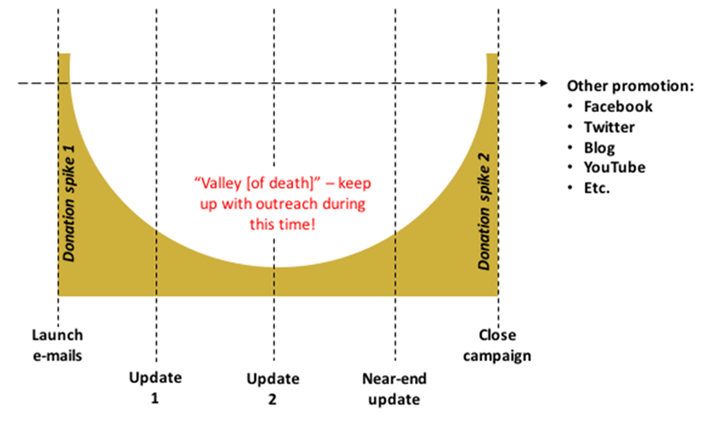 Other promotion:
• Facebook
• Twitter
• Blog
• YouTube
• Etc.
Donation spike 1
“Valley [of death]” – keep
up with outreach during
this time!
Donation spike 2
Launch
e-mails
Update
1
Update
2
Near-end
update
Close
campaign